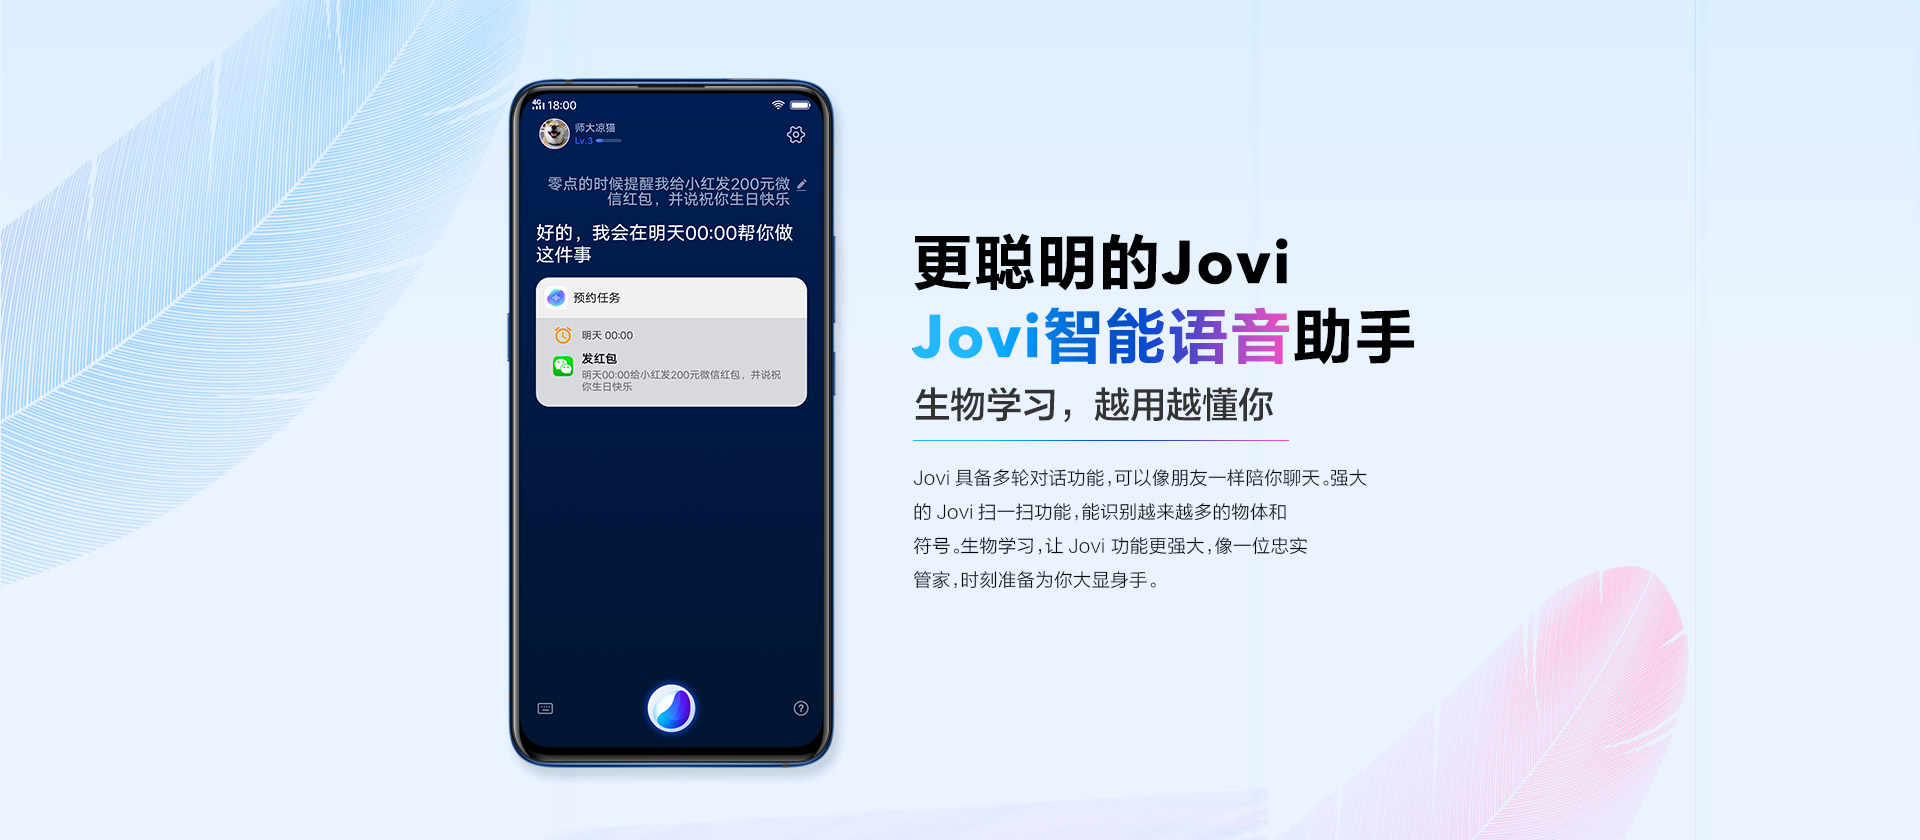 4G 18:00
师大凉猫
Lv.3
零点的时候提醒我给小红发200元微
信红包，并说祝你生日快乐
好的，我会在明天00:00帮你做
这件事
预约任务
明天 00:00
发红包
明天00:00给小红发200元微信红包，并说祝
你生日快乐
更聪明的Jovi
Jovi智能语音助手
生物学习，越用越懂你
Jovi 具备多轮对话功能，可以像朋友一样陪你聊天。强大
的 Jovi 扫一扫功能，能识别越来越多的物体和
符号。生物学习，让 Jovi 功能更强大，像一位忠实
管家，时刻准备为你大显身手。